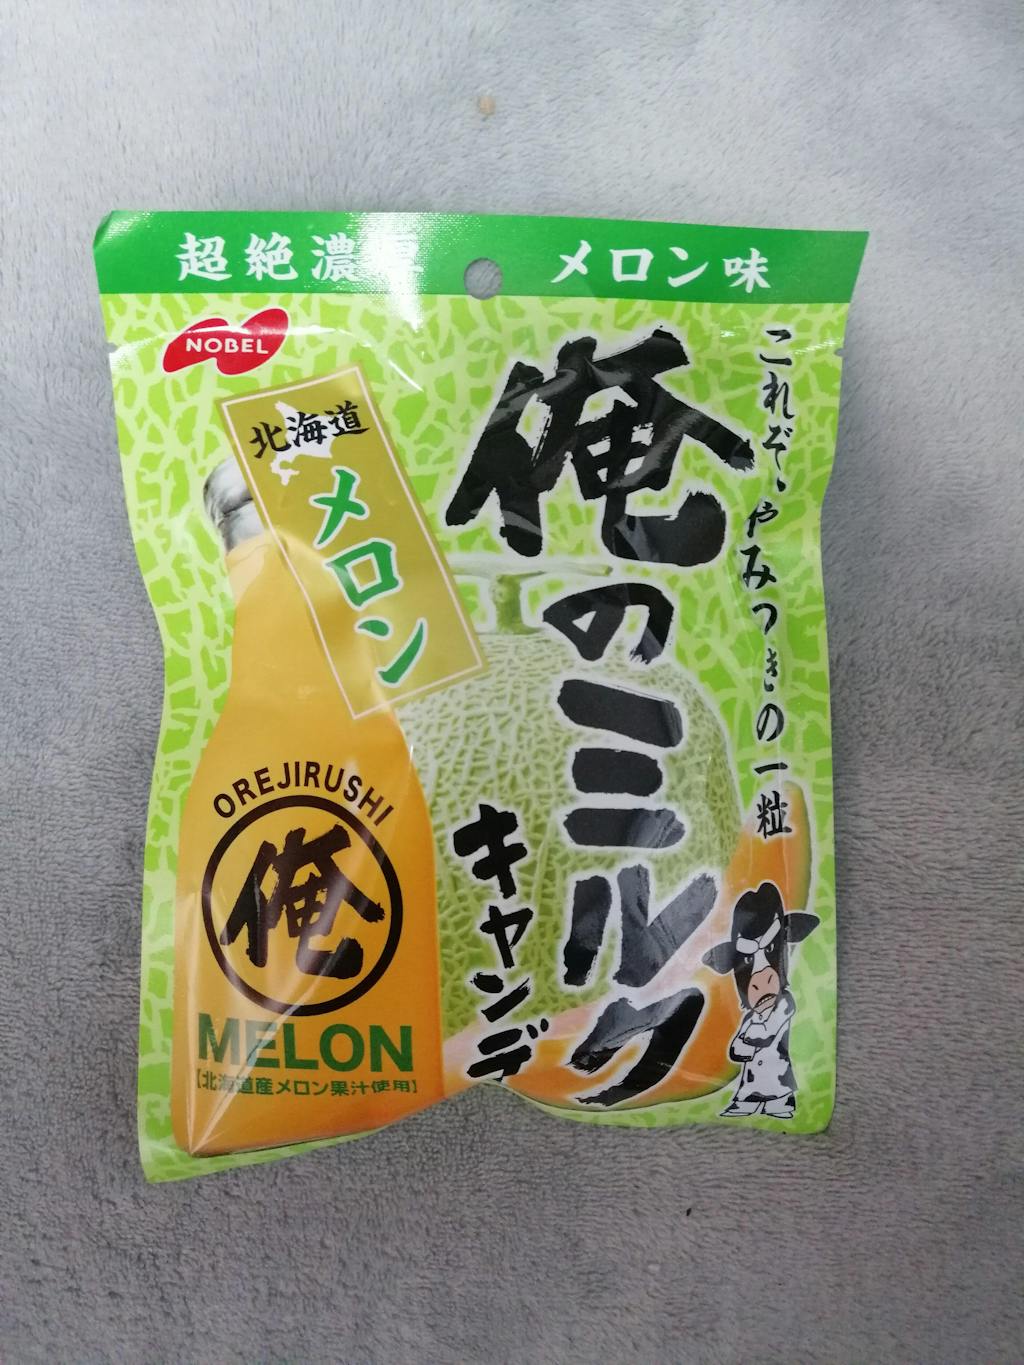 超絶濃厚 メロン味
NOBEL
北海道
メロン
俺のミルク
キャンデ
これぞ、やみつきの一粒
OREJIRUSHI
俺
MELON
【北海道産メロン果汁使用】